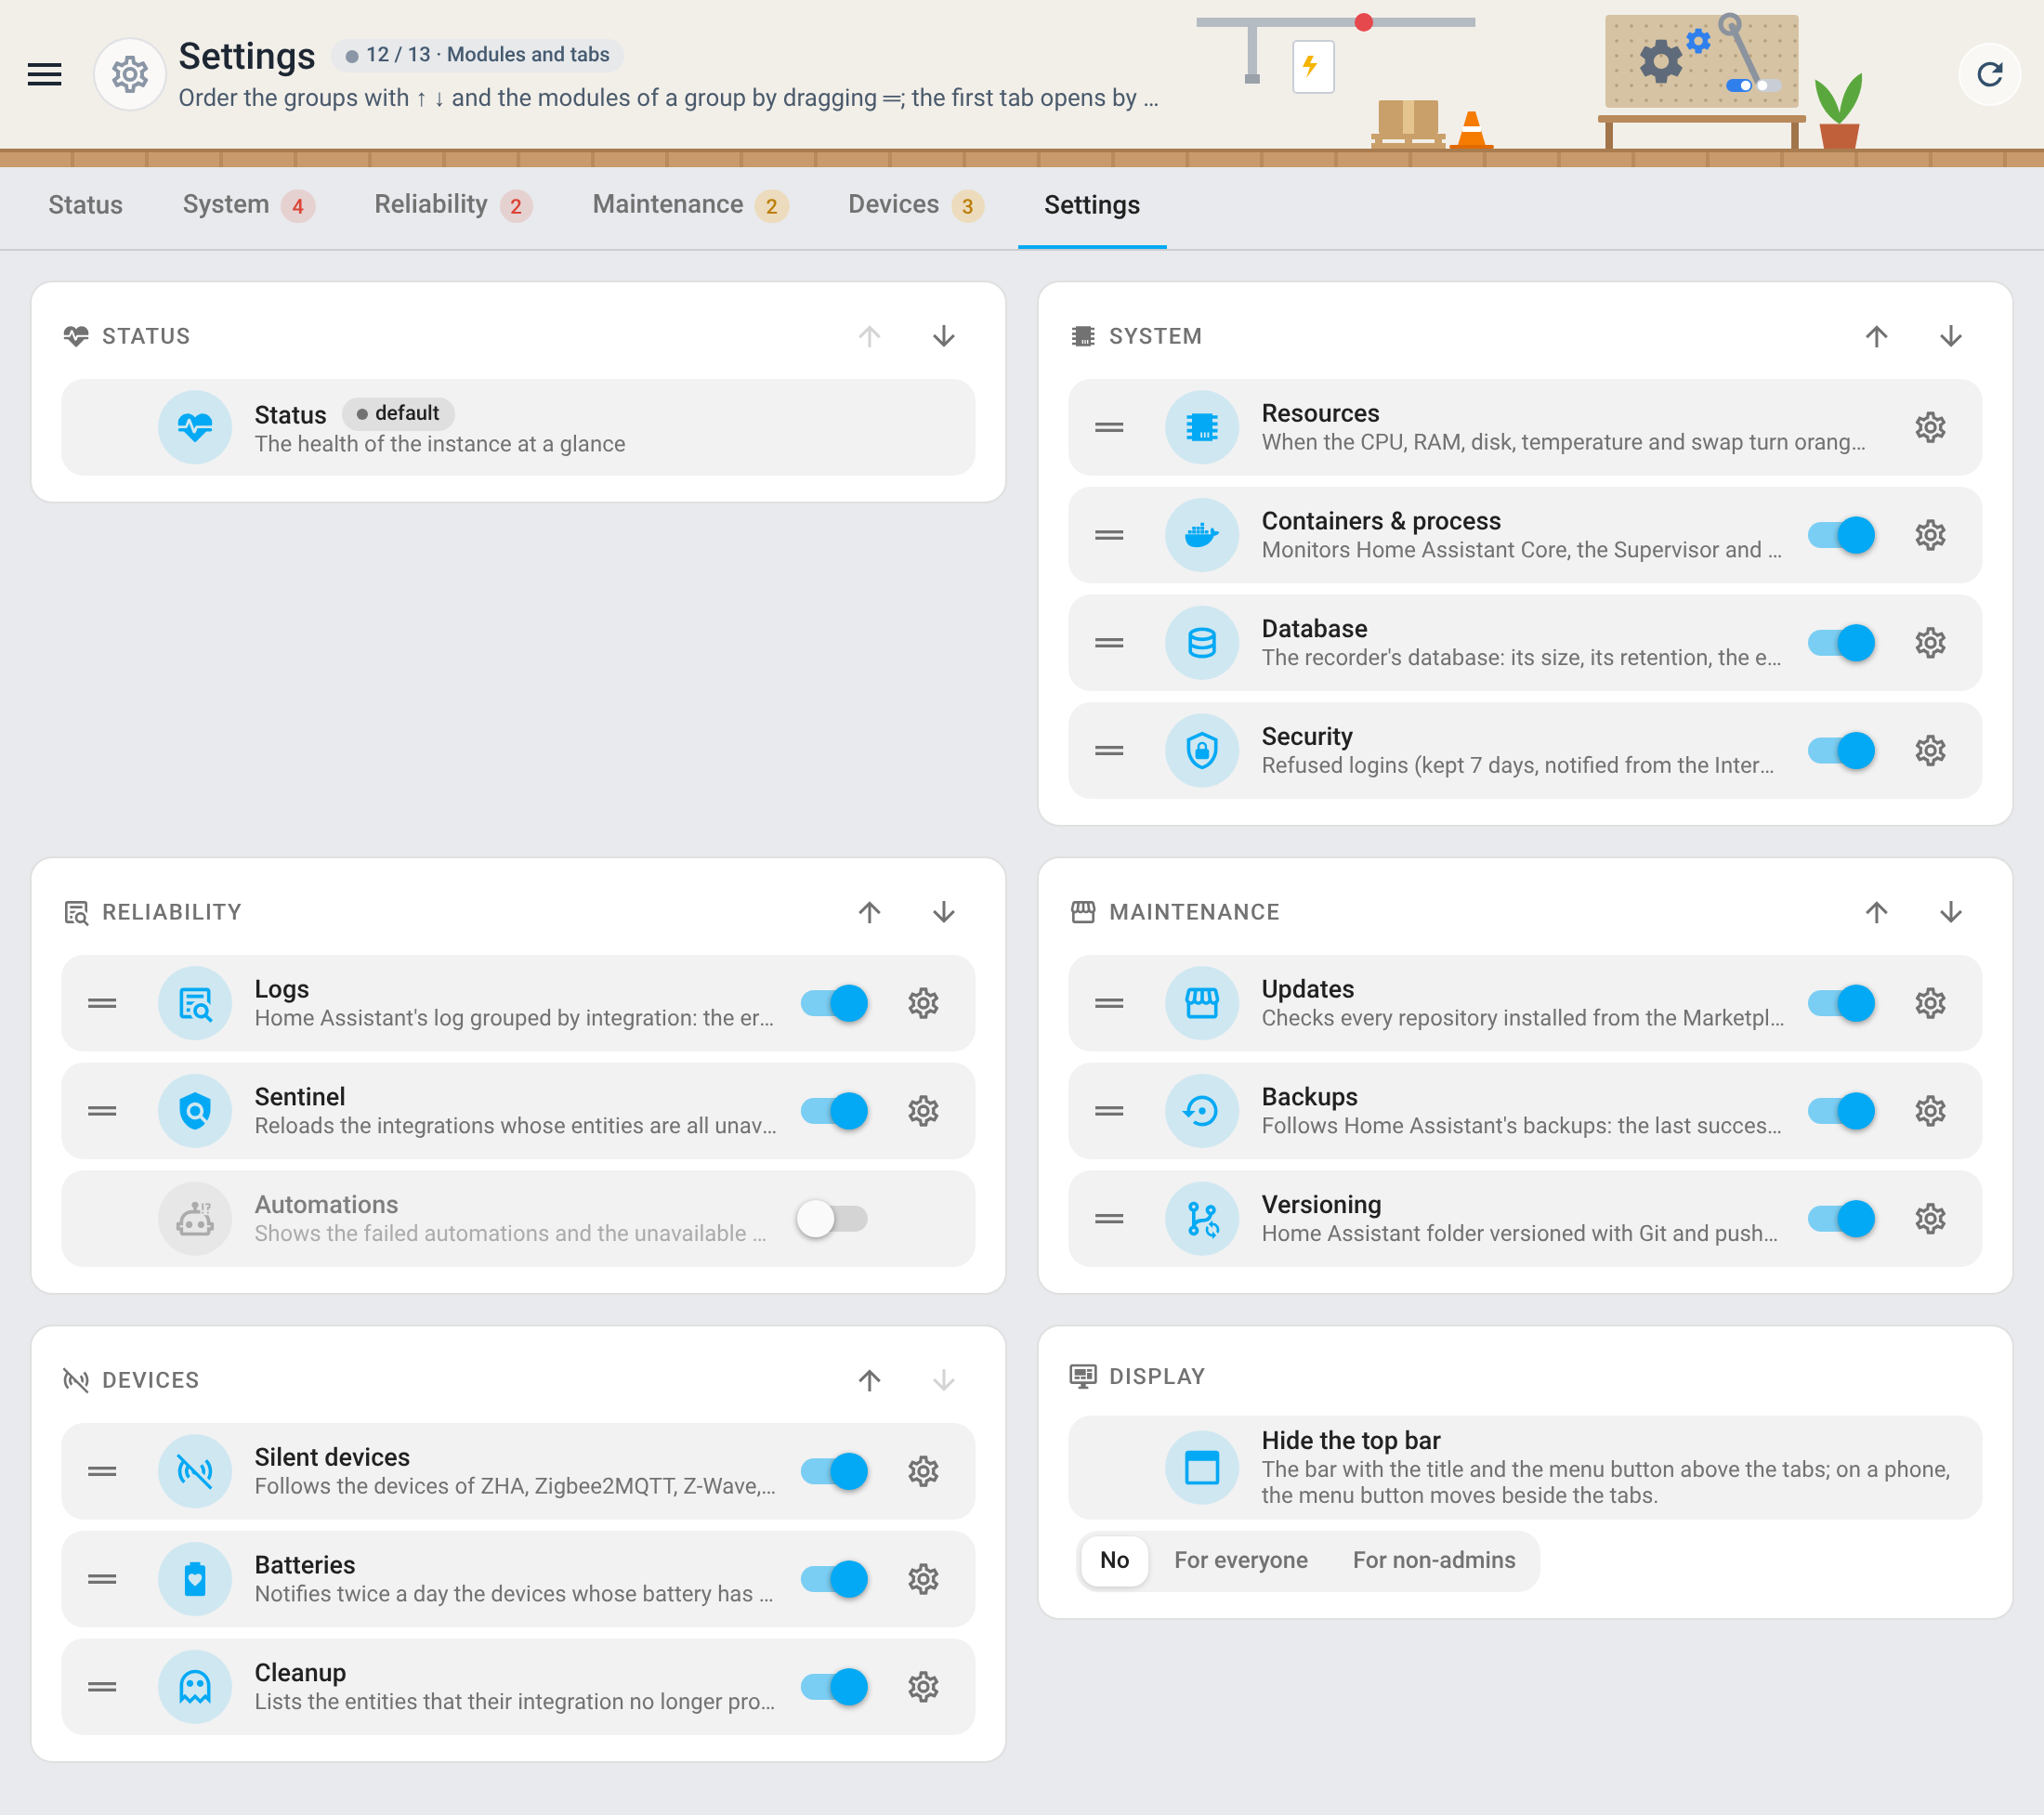 Settings
12 / 13 · Modules and tabs
Order the groups with ↑ ↓ and the modules of a group by dragging ═; the first tab opens by ...
Status
System 4
Reliability 2
Maintenance 2
Devices 3
Settings
STATUS
Status
default
The health of the instance at a glance
SYSTEM
Resources
When the CPU, RAM, disk, temperature and swap turn orang...
Containers & process
Monitors Home Assistant Core, the Supervisor and ...
Database
The recorder's database: its size, its retention, the e...
Security
Refused logins (kept 7 days, notified from the Inter...
RELIABILITY
Logs
Home Assistant's log grouped by integration: the er...
Sentinel
Reloads the integrations whose entities are all unav...
Automations
Shows the failed automations and the unavailable ...
MAINTENANCE
Updates
Checks every repository installed from the Marketpl...
Backups
Follows Home Assistant's backups: the last succes...
Versioning
Home Assistant folder versioned with Git and push...
DEVICES
Silent devices
Follows the devices of ZHA, Zigbee2MQTT, Z-Wave,...
Batteries
Notifies twice a day the devices whose battery has ...
Cleanup
Lists the entities that their integration no longer pro...
DISPLAY
Hide the top bar
The bar with the title and the menu button above the tabs; on a phone,
the menu button moves beside the tabs.
No
For everyone
For non-admins